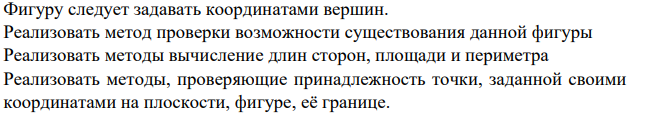 Фигуру следует задавать координатами вершин.
Реализовать метод проверки возможности существования данной фигуры
Реализовать методы вычисление длин сторон, площади и периметра
Реализовать методы, проверяющие принадлежность точки, заданной своими
координатами на плоскости, фигуре, её границе.